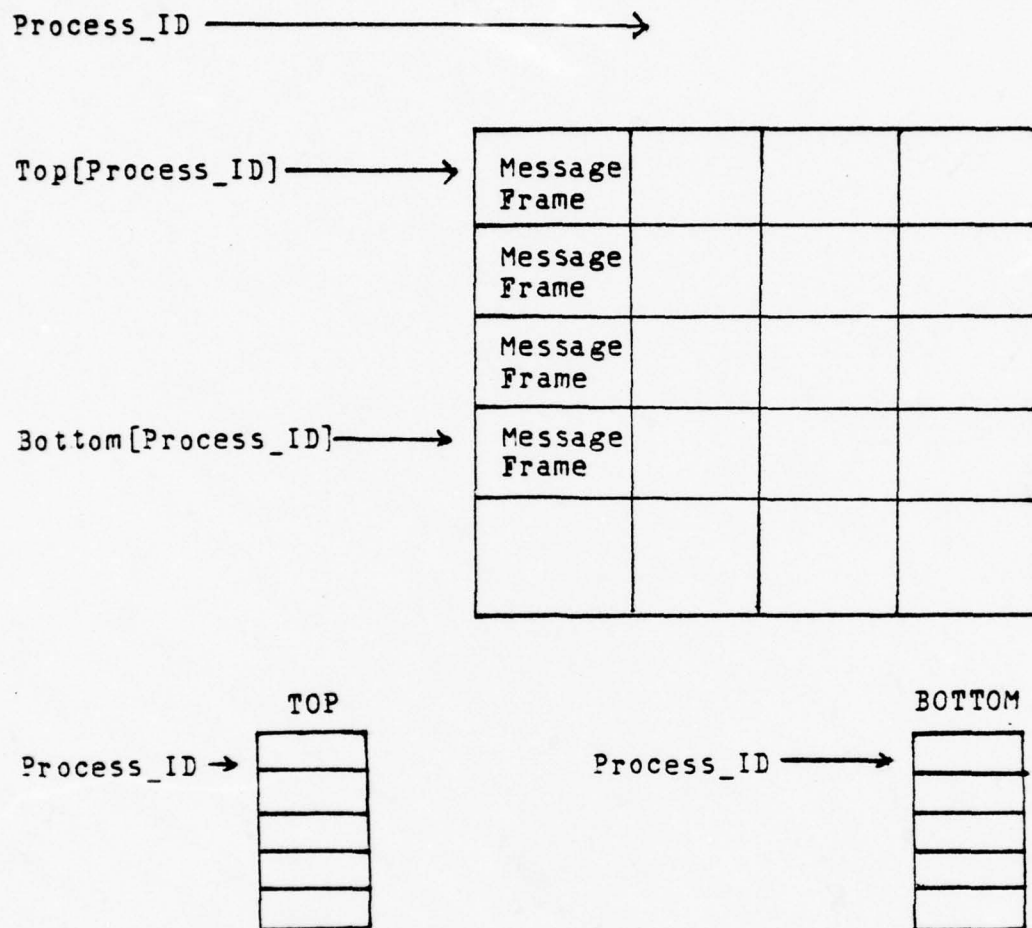 Process_ID
Top[Process_ID]
Message
Frame
Message
Frame
Message
Frame
Bottom[Process_ID]
Message
Frame
TOP
BOTTOM
Process_ID
Process_ID